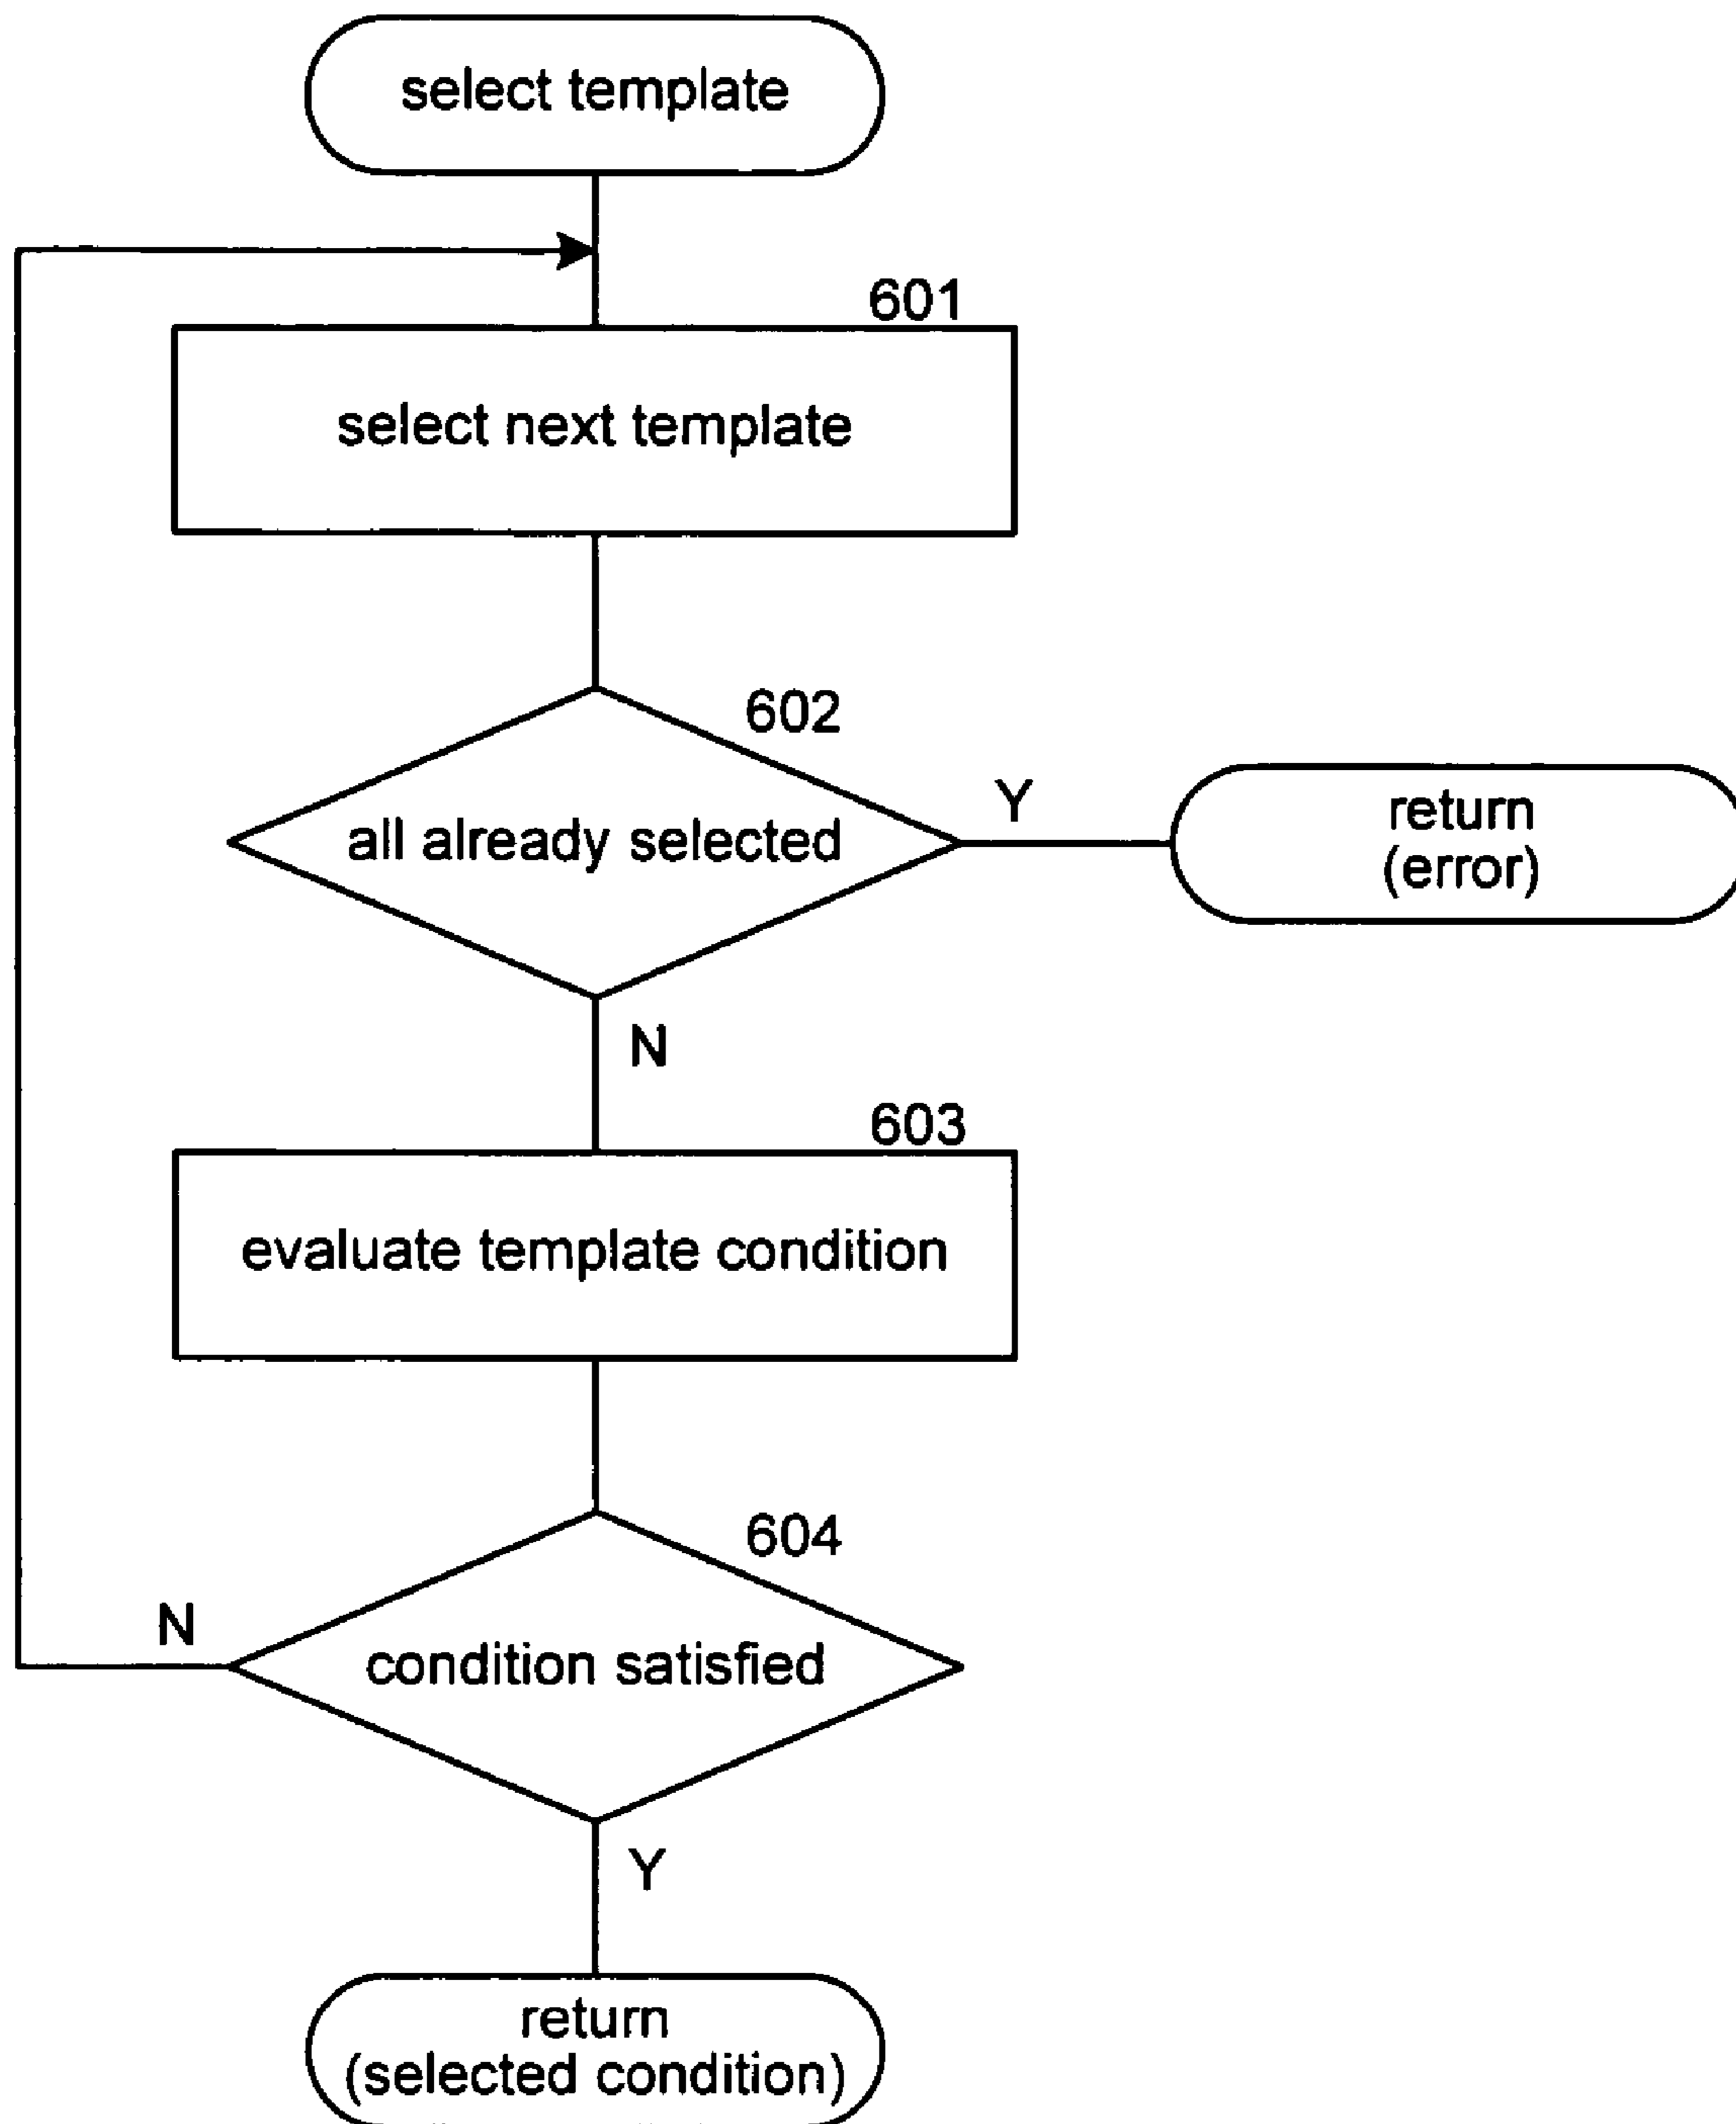 select template
601
select next template
602
all already selected
Y
return
(error)
N
603
evaluate template condition
604
N
condition satisfied
Y
return
(selected condition)